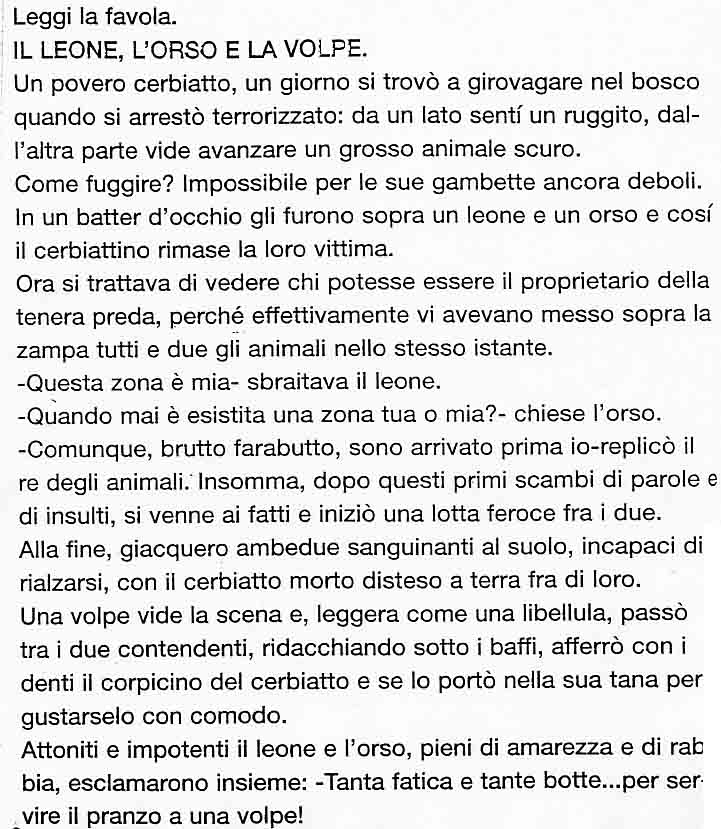 Leggi la favola.
IL LEONE, L'ORSO E LA VOLPE.
Un povero cerbiatto, un giorno si trovò a girovagare nel bosco
quando si arrestò terrorizzato: da un lato sentí un ruggito, dal-
l'altra parte vide avanzare un grosso animale scuro.
Come fuggire? Impossibile per le sue gambette ancora deboli.
In un batter d'occhio gli furono sopra un leone e un orso e cosí
il cerbiattino rimase la loro vittima.
Ora si trattava di vedere chi potesse essere il proprietario della
tenera preda, perché effettivamente vi avevano messo sopra la
zampa tutti e due gli animali nello stesso istante.
-Questa zona è mia- sbraitava il leone.
-Quando mai è esistita una zona tua o mia?- chiese l'orso.
-Comunque, brutto farabutto, sono arrivato prima io-replicò il
re degli animali. Insomma, dopo questi primi scambi di parole e
di insulti, si venne ai fatti e iniziò una lotta feroce fra i due.
Alla fine, giacquero ambedue sanguinanti al suolo, incapaci di
rialzarsi, con il cerbiatto morto disteso a terra fra di loro.
Una volpe vide la scena e, leggera come una libellula, passò
tra i due contendenti, ridacchiando sotto i baffi, afferrò con i
denti il corpicino del cerbiatto e se lo portò nella sua tana per
gustarselo con comodo.
Attoniti e impotenti il leone e l'orso, pieni di amarezza e di rab
bia, esclamarono insieme: -Tanta fatica e tante botte...per ser-
vire il pranzo a una volpe!